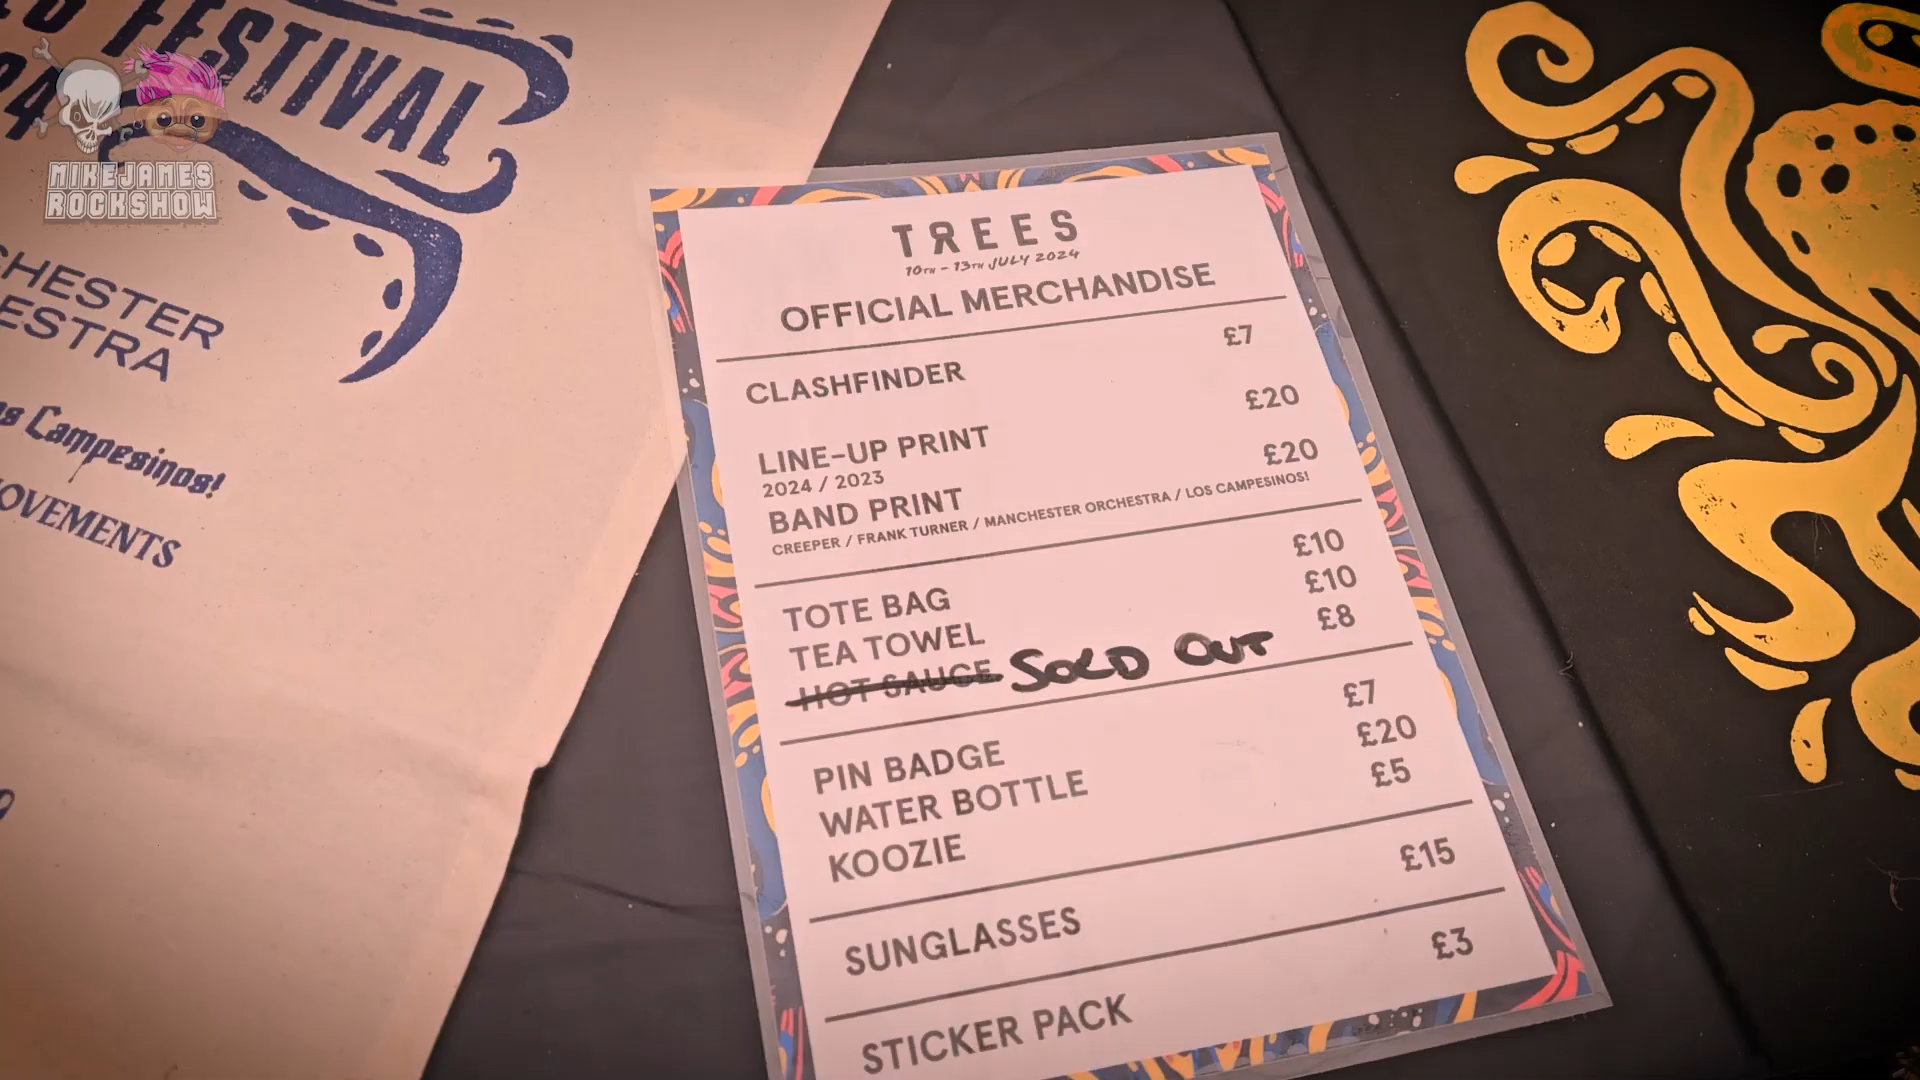 FESTIVAL
MIKEJAMES
ROCKSHOW
CHESTER
ESTRA
Campesinos!
OVEMENTS
TREES
10TH - 13TH JULY 2024
OFFICIAL MERCHANDISE
CLASHFINDER £7
LINE-UP PRINT £20
2024 / 2023
BAND PRINT £20
CREEPER / FRANK TURNER / MANCHESTER ORCHESTRA / LOS CAMPESINOS!
TOTE BAG £10
TEA TOWEL £10
HOT SAUCE SOLD OUT £8
PIN BADGE £7
WATER BOTTLE £20
KOOZIE £5
SUNGLASSES £15
STICKER PACK £3